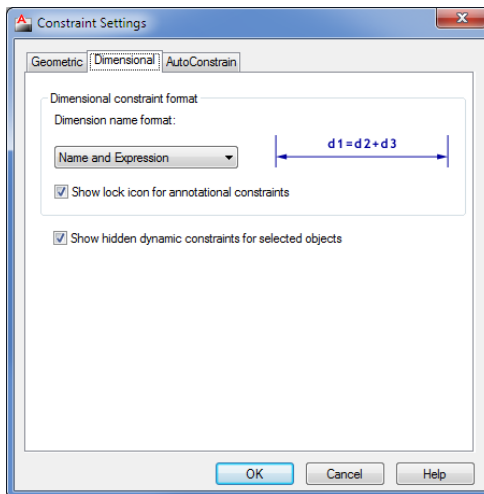 Constraint Settings
x
Geometric Dimensional AutoConstrain
Dimensional constraint format
Dimension name format:
Name and Expression
d1=d2+d3
Show lock icon for annotational constraints
Show hidden dynamic constraints for selected objects
OK Cancel Help